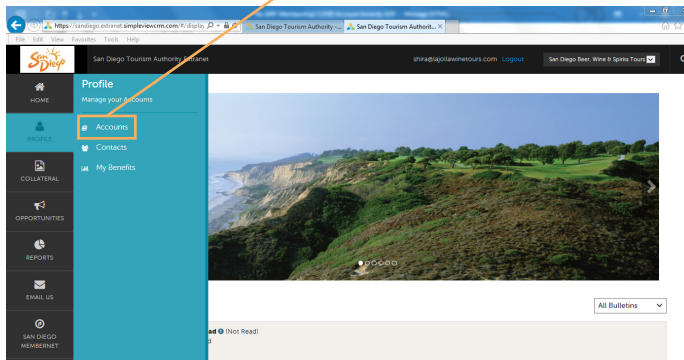 https://sandiego.extranet.simpleviewcrm.com/#/display
San Diego Tourism Authority -...
San Diego Tourism Authorit... ×
File Edit View Favorites Tools Help
San Diego
San Diego Tourism Authority Extranet
shira@lajollawinetours.com Logout
San Diego Beer, Wine & Spirits Tours
HOME
Profile
Manage your Accounts
PROFILE
Accounts
Contacts
My Benefits
COLLATERAL
OPPORTUNITIES
REPORTS
EMAIL US
All Bulletins
SAN DIEGO
MEMBERNET
(Not Read)